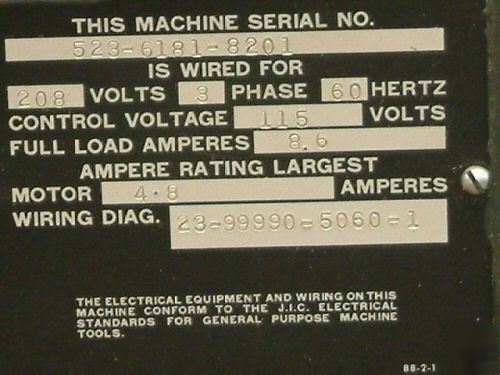 THIS MACHINE SERIAL NO.
523-6181-8201
IS WIRED FOR
208 VOLTS 3 PHASE 60 HERTZ
CONTROL VOLTAGE 115 VOLTS
FULL LOAD AMPERES 8.6
AMPERE RATING LARGEST
MOTOR 4.8 AMPERES
WIRING DIAG. 23-99990-5060-1
THE ELECTRICAL EQUIPMENT AND WIRING ON THIS
MACHINE CONFORM TO THE J.I.C. ELECTRICAL
STANDARDS FOR GENERAL PURPOSE MACHINE
TOOLS.
88-2-1